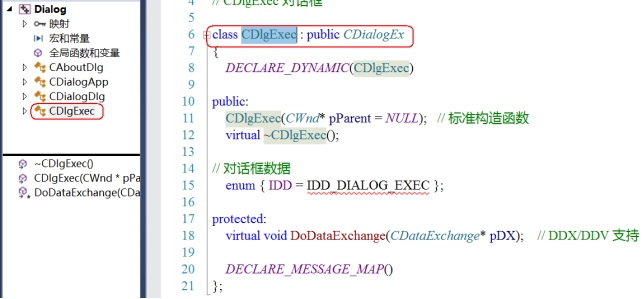 Dialog
映射
宏和常量
全局函数和变量
CAboutDlg
CDialogApp
CDialogDlg
CDlgExec
~CDlgExec()
CDlgExec(CWnd * pPa
DoDataExchange(CDa
4 // CDlgExec 对话框
5
6 class CDlgExec : public CDialogEx
7 {
8 DECLARE_DYNAMIC(CDlgExec)
9
10 public:
11 CDlgExec(CWnd* pParent = NULL); // 标准构造函数
12 virtual ~CDlgExec();
13
14 // 对话框数据
15 enum { IDD = IDD_DIALOG_EXEC };
16
17 protected:
18 virtual void DoDataExchange(CDataExchange* pDX); // DDX/DDV 支持
19
20 DECLARE_MESSAGE_MAP()
21 };